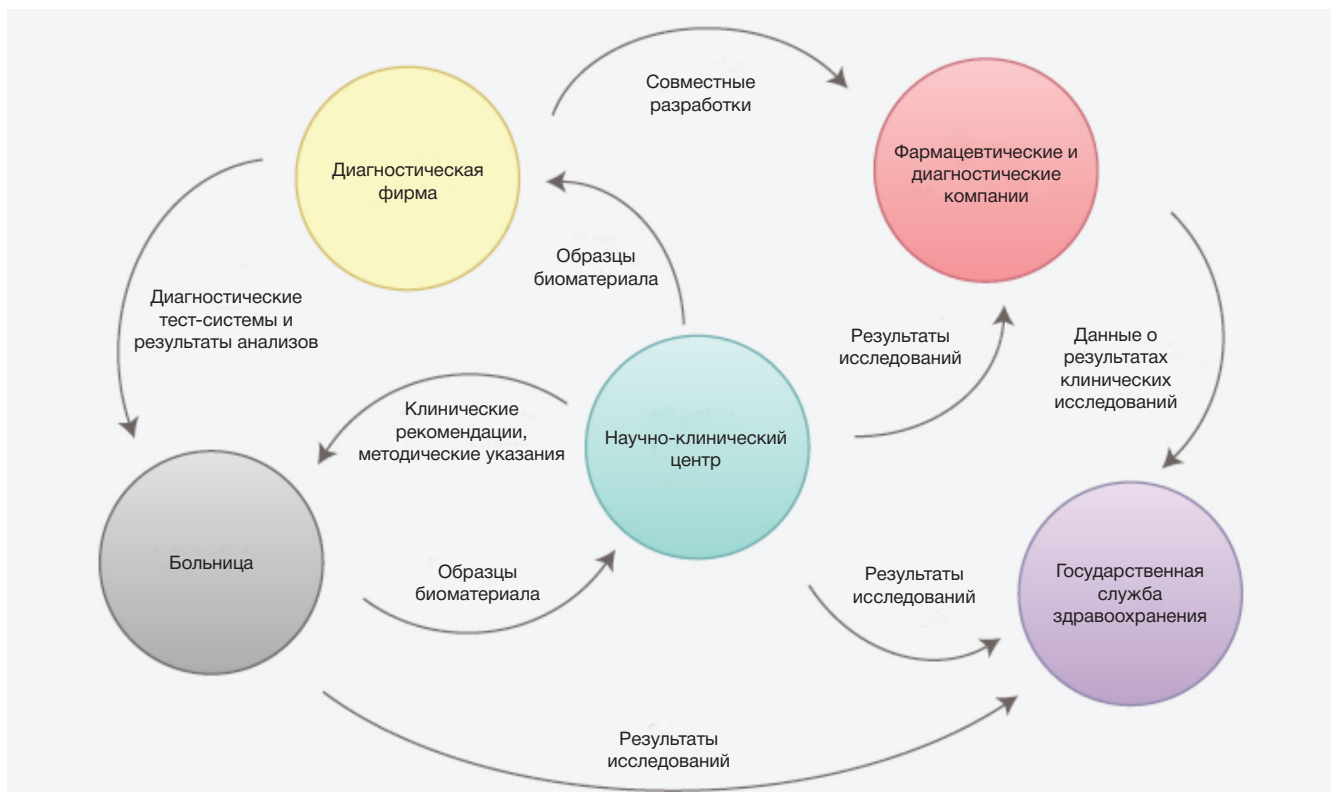 Совместные
разработки
Диагностическая
фирма
Фармацевтические и
диагностические
компании
Образцы
биоматериала
Диагностические
тест-системы и
результаты анализов
Результаты
исследований
Данные о
результатах
клинических
исследований
Клинические
рекомендации,
методические указания
Научно-клинический
центр
Больница
Образцы
биоматериала
Результаты
исследований
Государственная
служба
здравоохранения
Результаты
исследований